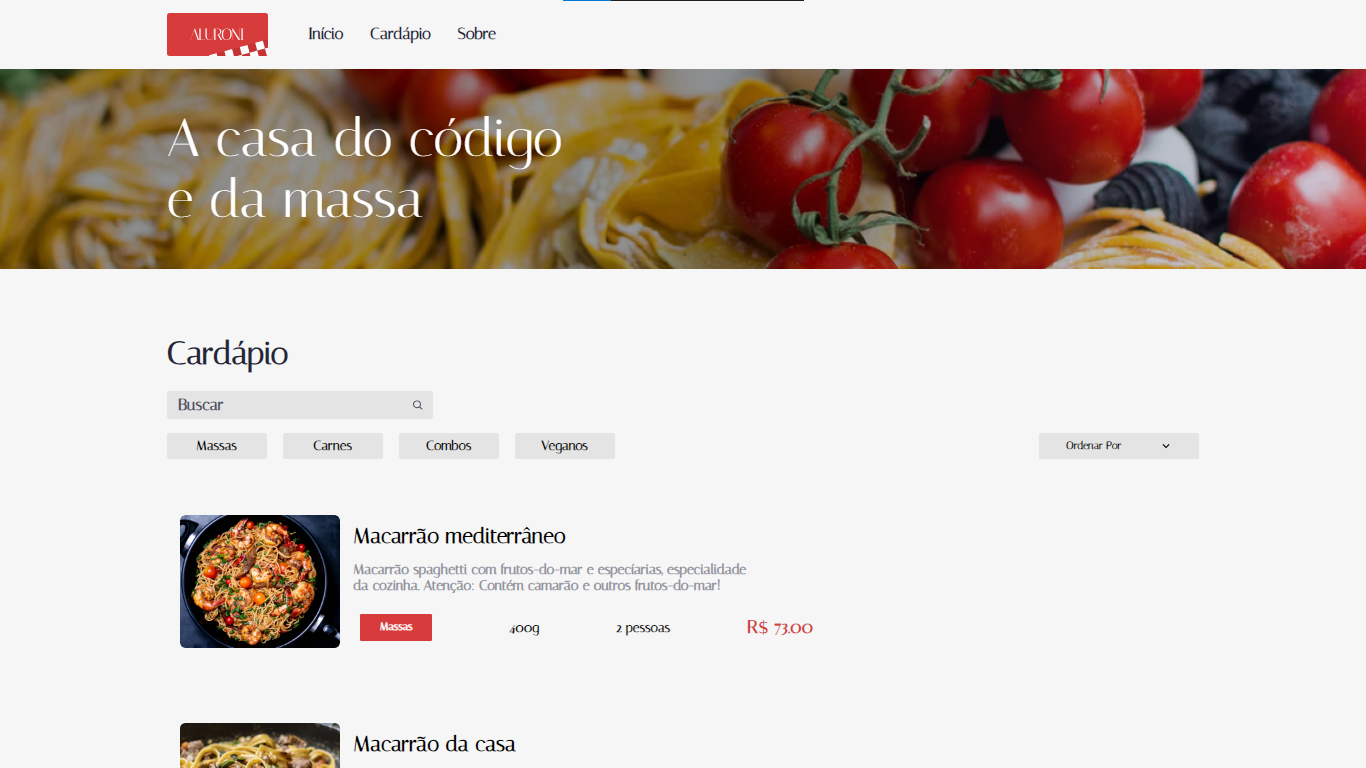 ALURONI
Início Cardápio Sobre
A casa do código
e da massa
Cardápio
Buscar
Massas Carnes Combos Veganos Ordenar Por
Macarrão mediterrâneo
Macarrão spaghetti com frutos-do-mar e especíarias, especialidade
da cozinha. Atenção: Contém camarão e outros frutos-do-mar!
Massas 400g 2 pessoas R$ 73.00
Macarrão da casa